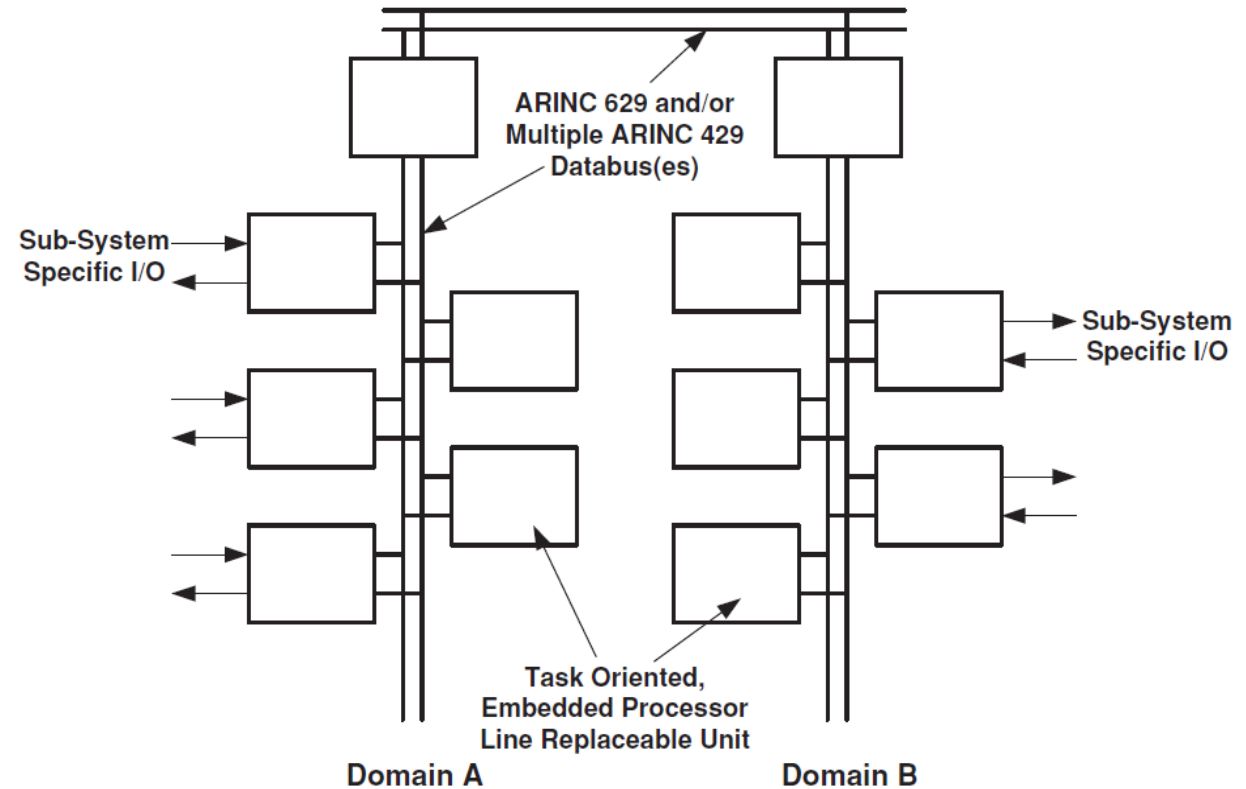 ARINC 629 and/or
Multiple ARINC 429
Databus(es)
Sub-System
Specific I/O
Sub-System
Specific I/O
Task Oriented,
Embedded Processor
Line Replaceable Unit
Domain A
Domain B